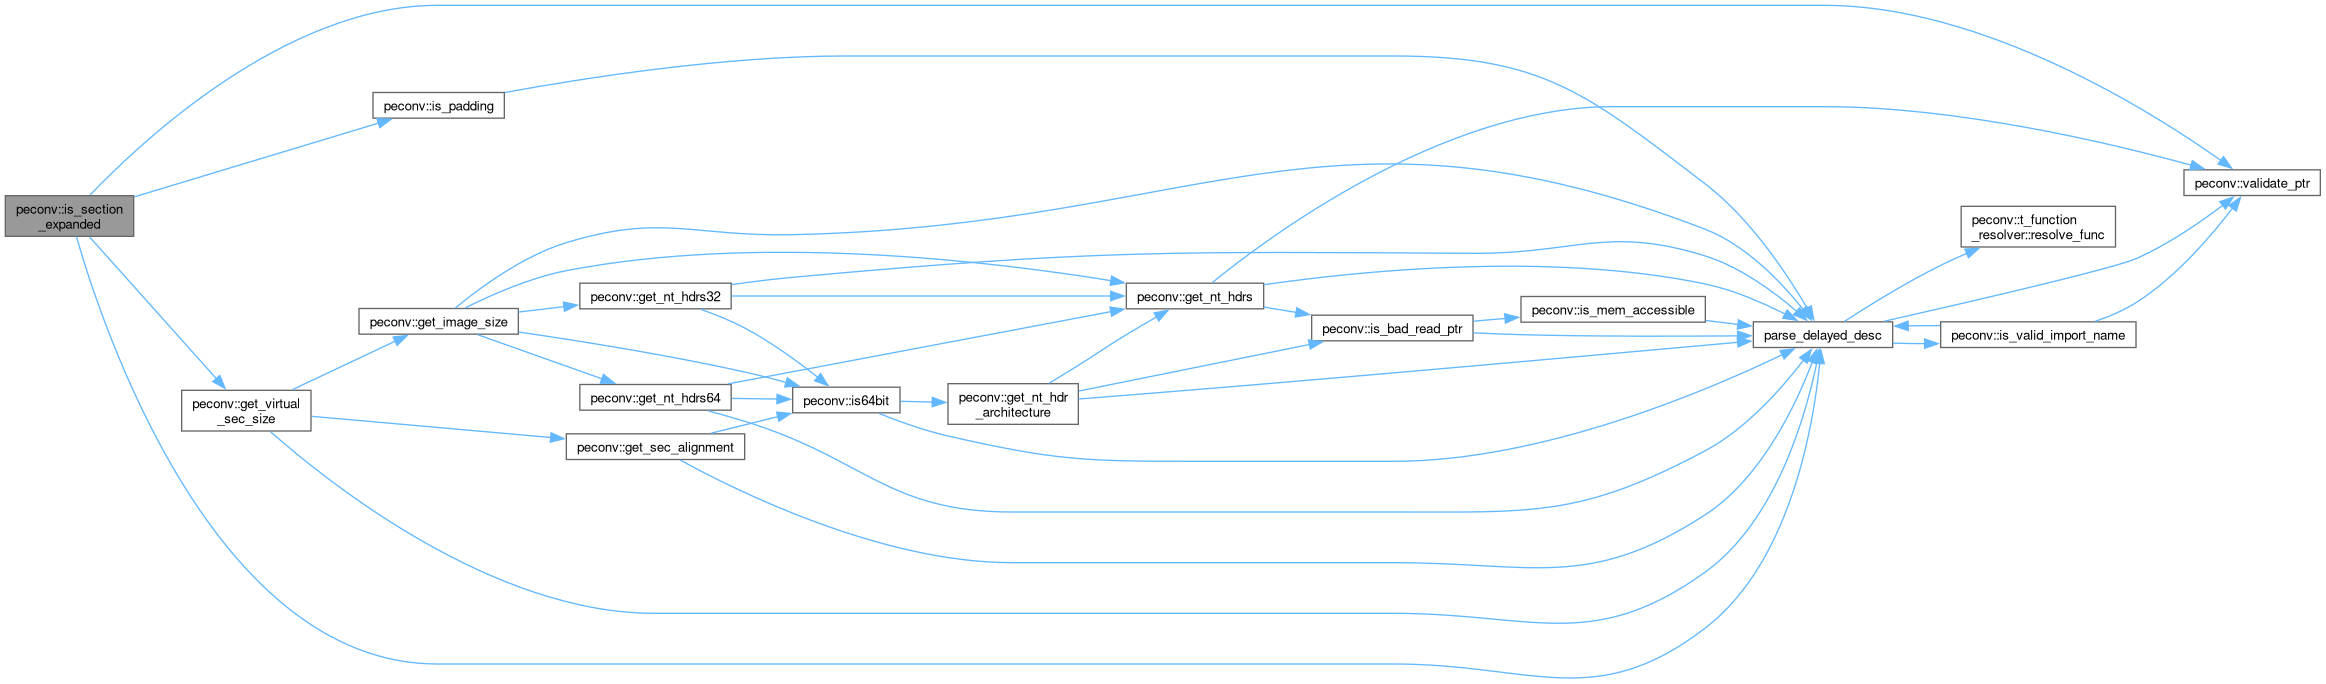 peconv::is_section
_expanded
peconv::is_padding
peconv::get_virtual
_sec_size
peconv::get_image_size
peconv::get_nt_hdrs32
peconv::get_nt_hdrs64
peconv::get_sec_alignment
peconv::is64bit
peconv::get_nt_hdr
_architecture
peconv::get_nt_hdrs
peconv::is_bad_read_ptr
peconv::is_mem_accessible
parse_delayed_desc
peconv::t_function
_resolver::resolve_func
peconv::is_valid_import_name
peconv::validate_ptr